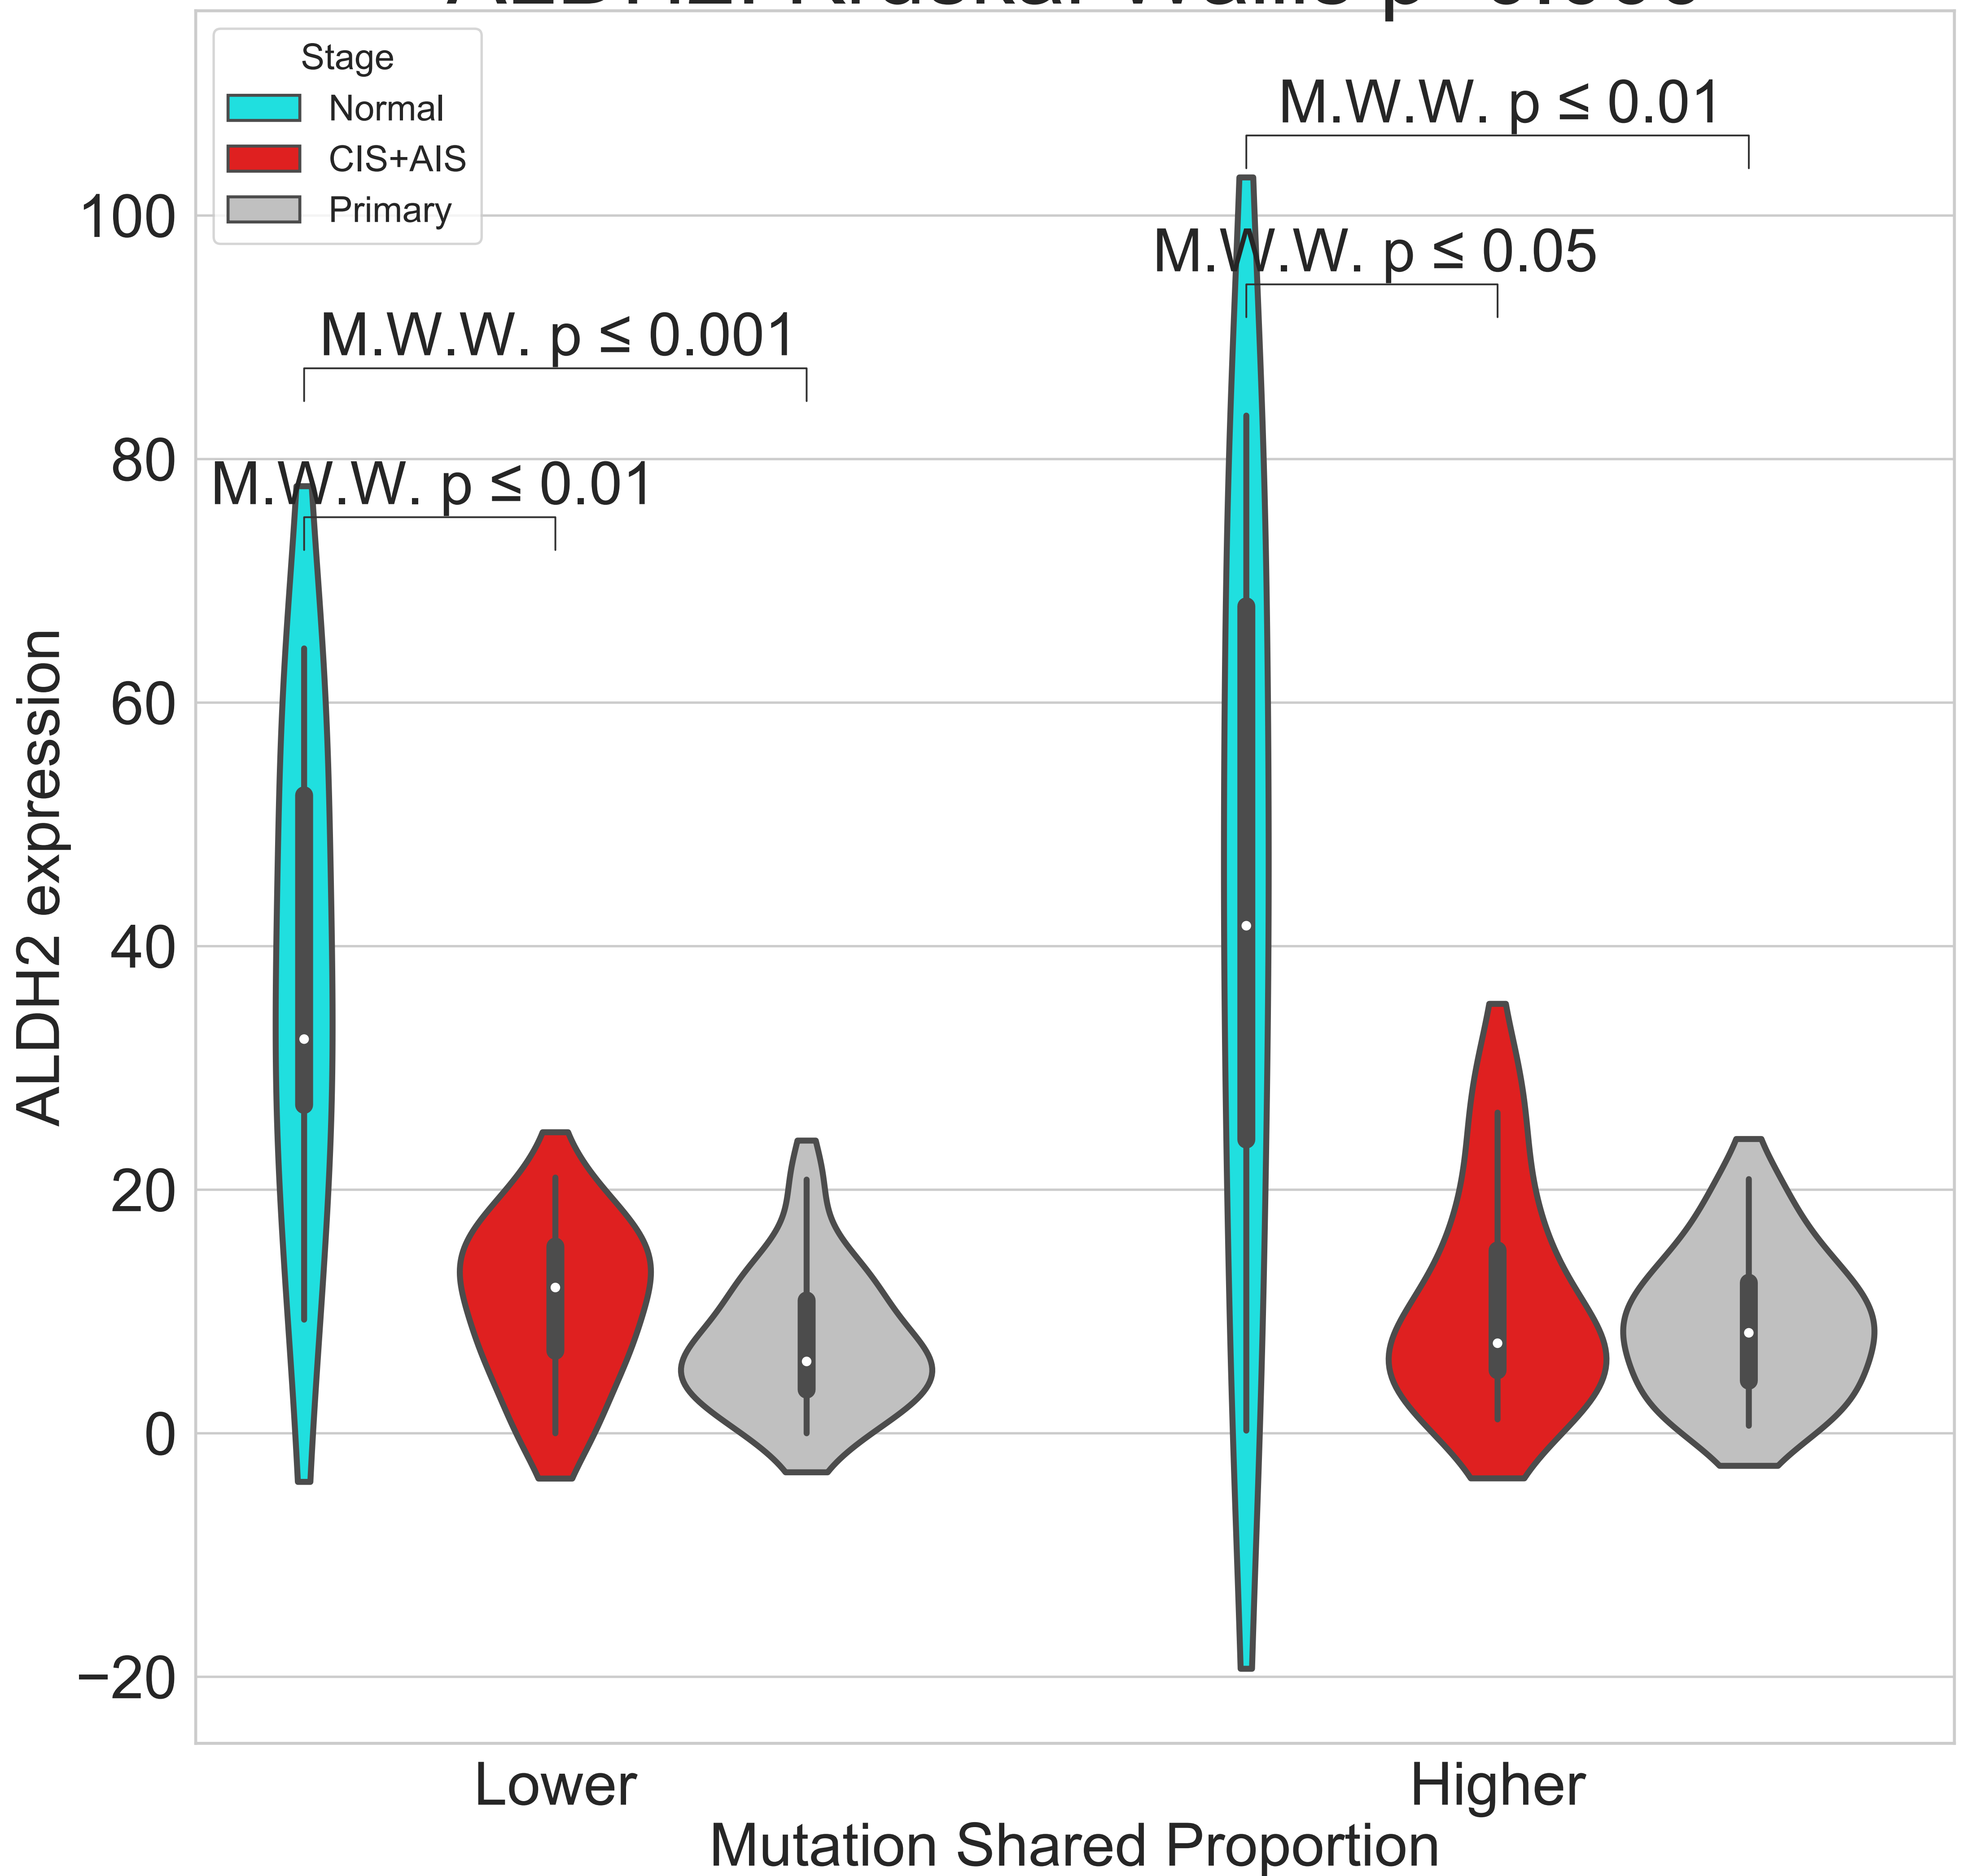 Stage
Normal
CIS+AIS
Primary
M.W.W. p ≤ 0.01
M.W.W. p ≤ 0.05
M.W.W. p ≤ 0.001
M.W.W. p ≤ 0.01
100
80
60
40
20
0
−20
ALDH2 expression
Lower
Higher
Mutation Shared Proportion